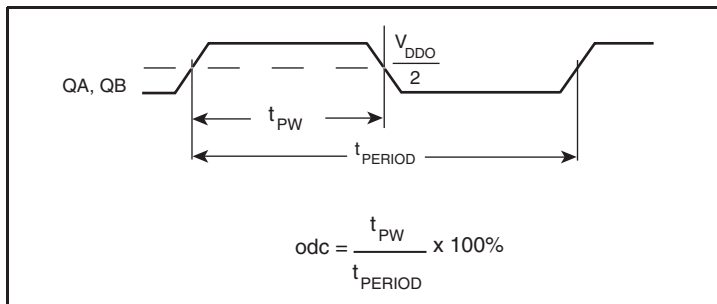 V_DDO
2
QA, QB
t_PW
t_PERIOD
odc = t_PW / t_PERIOD x 100%